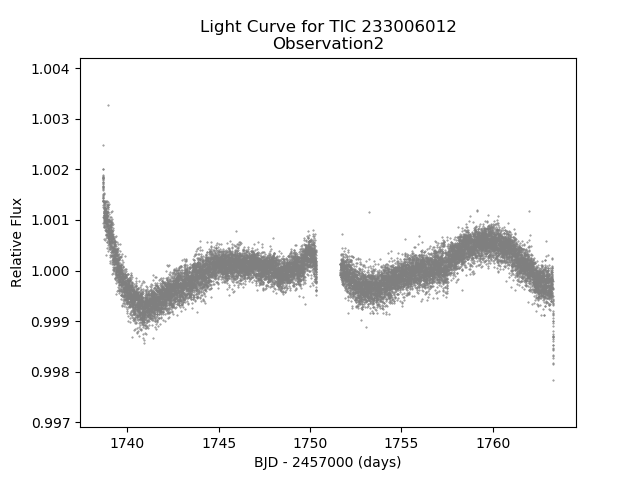 Light Curve for TIC 233006012
Observation2
1.004
1.003
1.002
1.001
1.000
0.999
0.998
0.997
Relative Flux
1740 1745 1750 1755 1760
BJD - 2457000 (days)